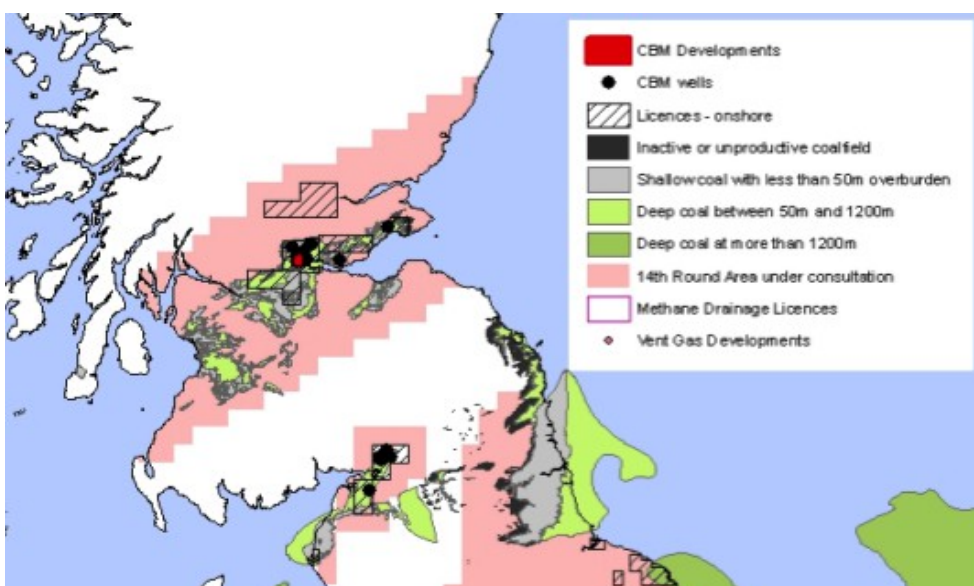 CBM Developments
CBM wells
Licences - onshore
Inactive or unproductive coalfield
Shallow coal with less than 50m overburden
Deep coal between 50m and 1200m
Deep coal at more than 1200m
14th Round Area under consultation
Methane Drainage Licences
Vent Gas Developments